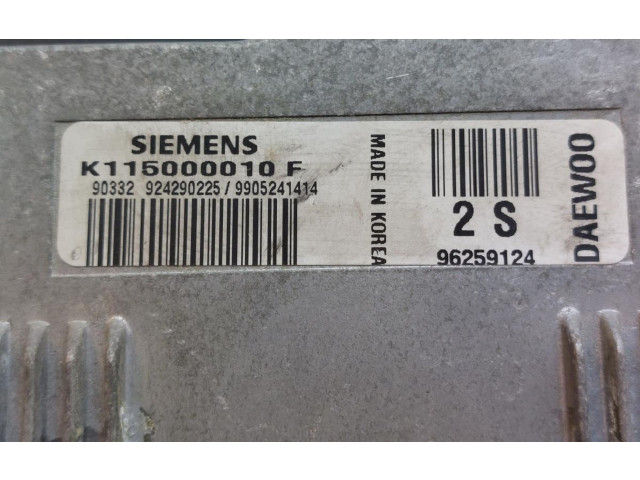 SIEMENS
K115000010 F
90332 924290225 / 9905241414
MADE IN KOREA
2 S
96259124
DAEWOO